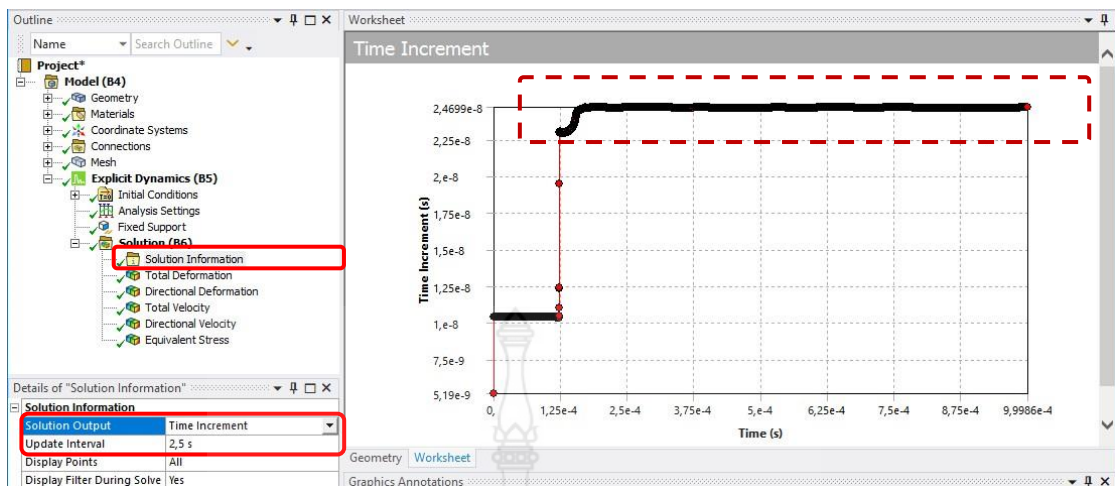 Outline
Name
Search Outline
Project*
Model (B4)
Geometry
Materials
Coordinate Systems
Connections
Mesh
Explicit Dynamics (B5)
Initial Conditions
Analysis Settings
Fixed Support
Solution (B6)
Solution Information
Total Deformation
Directional Deformation
Total Velocity
Directional Velocity
Equivalent Stress
Details of "Solution Information"
Solution Information
Solution Output Time Increment
Update Interval 2,5 s
Display Points All
Display Filter During Solve Yes
Worksheet
Time Increment
2,4699e-8
2,25e-8
2,e-8
1,75e-8
1,5e-8
1,25e-8
1,e-8
7,5e-9
5,19e-9
Time Increment (s)
0, 1,25e-4 2,5e-4 3,75e-4 5,e-4 6,25e-4 7,5e-4 8,75e-4 9,9986e-4
Time (s)
Geometry Worksheet
Graphics Annotations